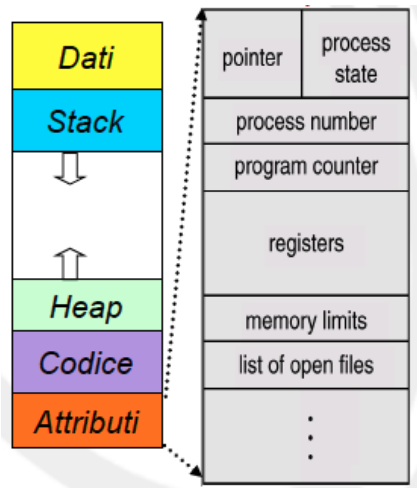 Dati
Stack
Heap
Codice
Attributi
pointer
process
state
process number
program counter
registers
memory limits
list of open files